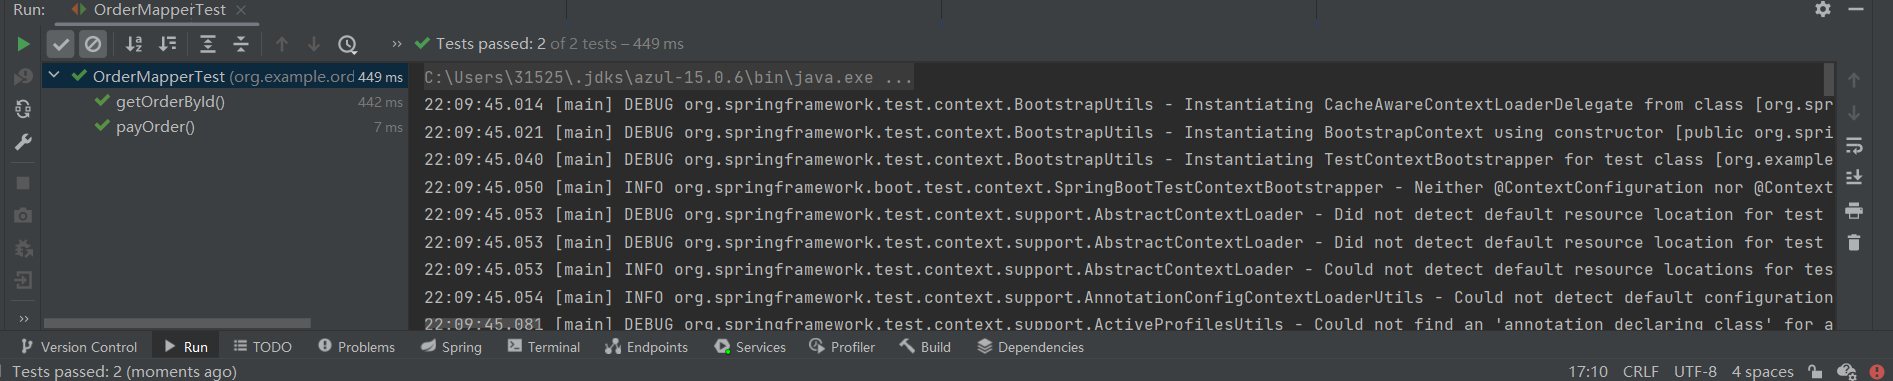 Run: OrderMapperTest
Tests passed: 2 of 2 tests – 449 ms
OrderMapperTest (org.example.ord 449 ms
getOrderById() 442 ms
payOrder() 7 ms
C:\Users\31525\.jdks\azul-15.0.6\bin\java.exe ...
22:09:45.014 [main] DEBUG org.springframework.test.context.BootstrapUtils - Instantiating CacheAwareContextLoaderDelegate from class [org.spr
22:09:45.021 [main] DEBUG org.springframework.test.context.BootstrapUtils - Instantiating BootstrapContext using constructor [public org.spri
22:09:45.040 [main] DEBUG org.springframework.test.context.BootstrapUtils - Instantiating TestContextBootstrapper for test class [org.example
22:09:45.050 [main] INFO org.springframework.boot.test.context.SpringBootTestContextBootstrapper - Neither @ContextConfiguration nor @Context
22:09:45.053 [main] DEBUG org.springframework.test.context.support.AbstractContextLoader - Did not detect default resource location for test
22:09:45.053 [main] DEBUG org.springframework.test.context.support.AbstractContextLoader - Did not detect default resource location for test
22:09:45.053 [main] INFO org.springframework.test.context.support.AbstractContextLoader - Could not detect default resource locations for tes
22:09:45.054 [main] INFO org.springframework.test.context.support.AnnotationConfigContextLoaderUtils - Could not detect default configuration
22:09:45.081 [main] DEBUG org.springframework.test.context.support.ActiveProfilesUtils - Could not find an 'annotation declaring class' for a
Version Control Run TODO Problems Spring Terminal Endpoints Services Profiler Build Dependencies
Tests passed: 2 (moments ago) 17:10 CRLF UTF-8 4 spaces